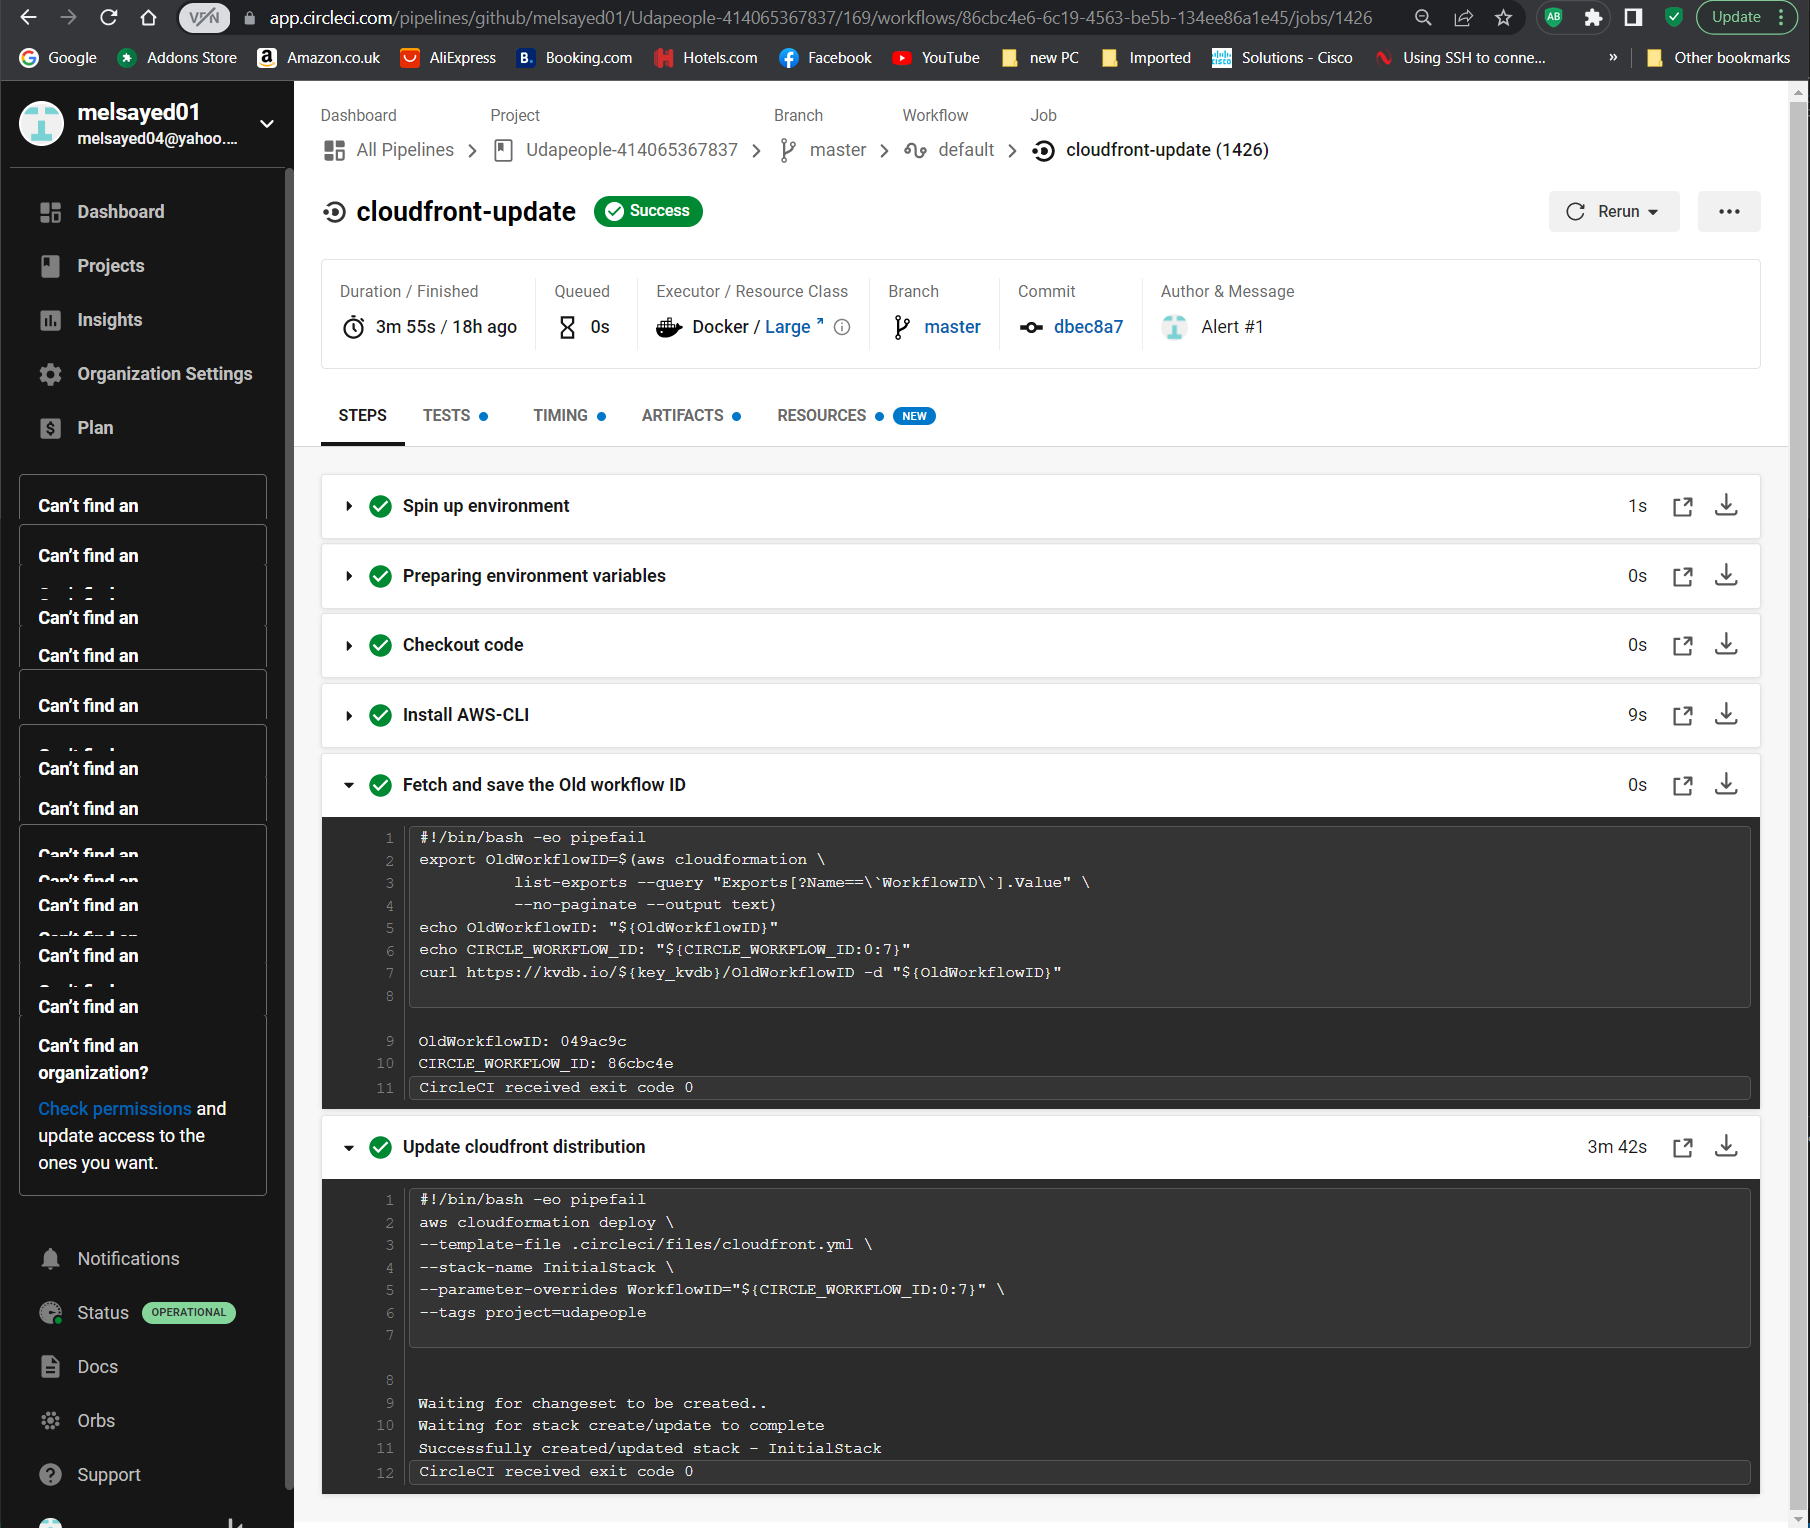 VPN
app.circleci.com/pipelines/github/melsayed01/Udapeople-414065367837/169/workflows/86cbc4e6-6c19-4563-be5b-134ee86a1e45/jobs/1426
AB
Update
Google
Addons Store
Amazon.co.uk
AliExpress
Booking.com
Hotels.com
Facebook
YouTube
new PC
Imported
Solutions - Cisco
Using SSH to conne...
»
Other bookmarks
melsayed01
melsayed04@yahoo....
Dashboard
Projects
Insights
Organization Settings
Plan
Can't find an
Can't find an
Can't find an
Can't find an
Can't find an
Can't find an
Can't find an
Can't find an
Can't find an
Can't find an
Can't find an
Can't find an
Can't find an
organization?
Check permissions and
update access to the
ones you want.
Notifications
Status OPERATIONAL
Docs
Orbs
Support
Dashboard Project Branch Workflow Job
All Pipelines > Udapeople-414065367837 > master > default > cloudfront-update (1426)
cloudfront-update Success
Rerun
Duration / Finished
3m 55s / 18h ago
Queued
0s
Executor / Resource Class
Docker / Large
Branch
master
Commit
dbec8a7
Author & Message
Alert #1
STEPS TESTS TIMING ARTIFACTS RESOURCES NEW
Spin up environment 1s
Preparing environment variables 0s
Checkout code 0s
Install AWS-CLI 9s
Fetch and save the Old workflow ID 0s
1 #!/bin/bash -eo pipefail
2 export OldWorkflowID=$(aws cloudformation \
3 list-exports --query "Exports[?Name==\`WorkflowID\`].Value" \
4 --no-paginate --output text)
5 echo OldWorkflowID: "${OldWorkflowID}"
6 echo CIRCLE_WORKFLOW_ID: "${CIRCLE_WORKFLOW_ID:0:7}"
7 curl https://kvdb.io/${key_kvdb}/OldWorkflowID -d "${OldWorkflowID}"
8
9 OldWorkflowID: 049ac9c
10 CIRCLE_WORKFLOW_ID: 86cbc4e
11 CircleCI received exit code 0
Update cloudfront distribution 3m 42s
1 #!/bin/bash -eo pipefail
2 aws cloudformation deploy \
3 --template-file .circleci/files/cloudfront.yml \
4 --stack-name InitialStack \
5 --parameter-overrides WorkflowID="${CIRCLE_WORKFLOW_ID:0:7}" \
6 --tags project=udapeople
7
8
9 Waiting for changeset to be created..
10 Waiting for stack create/update to complete
11 Successfully created/updated stack - InitialStack
12 CircleCI received exit code 0